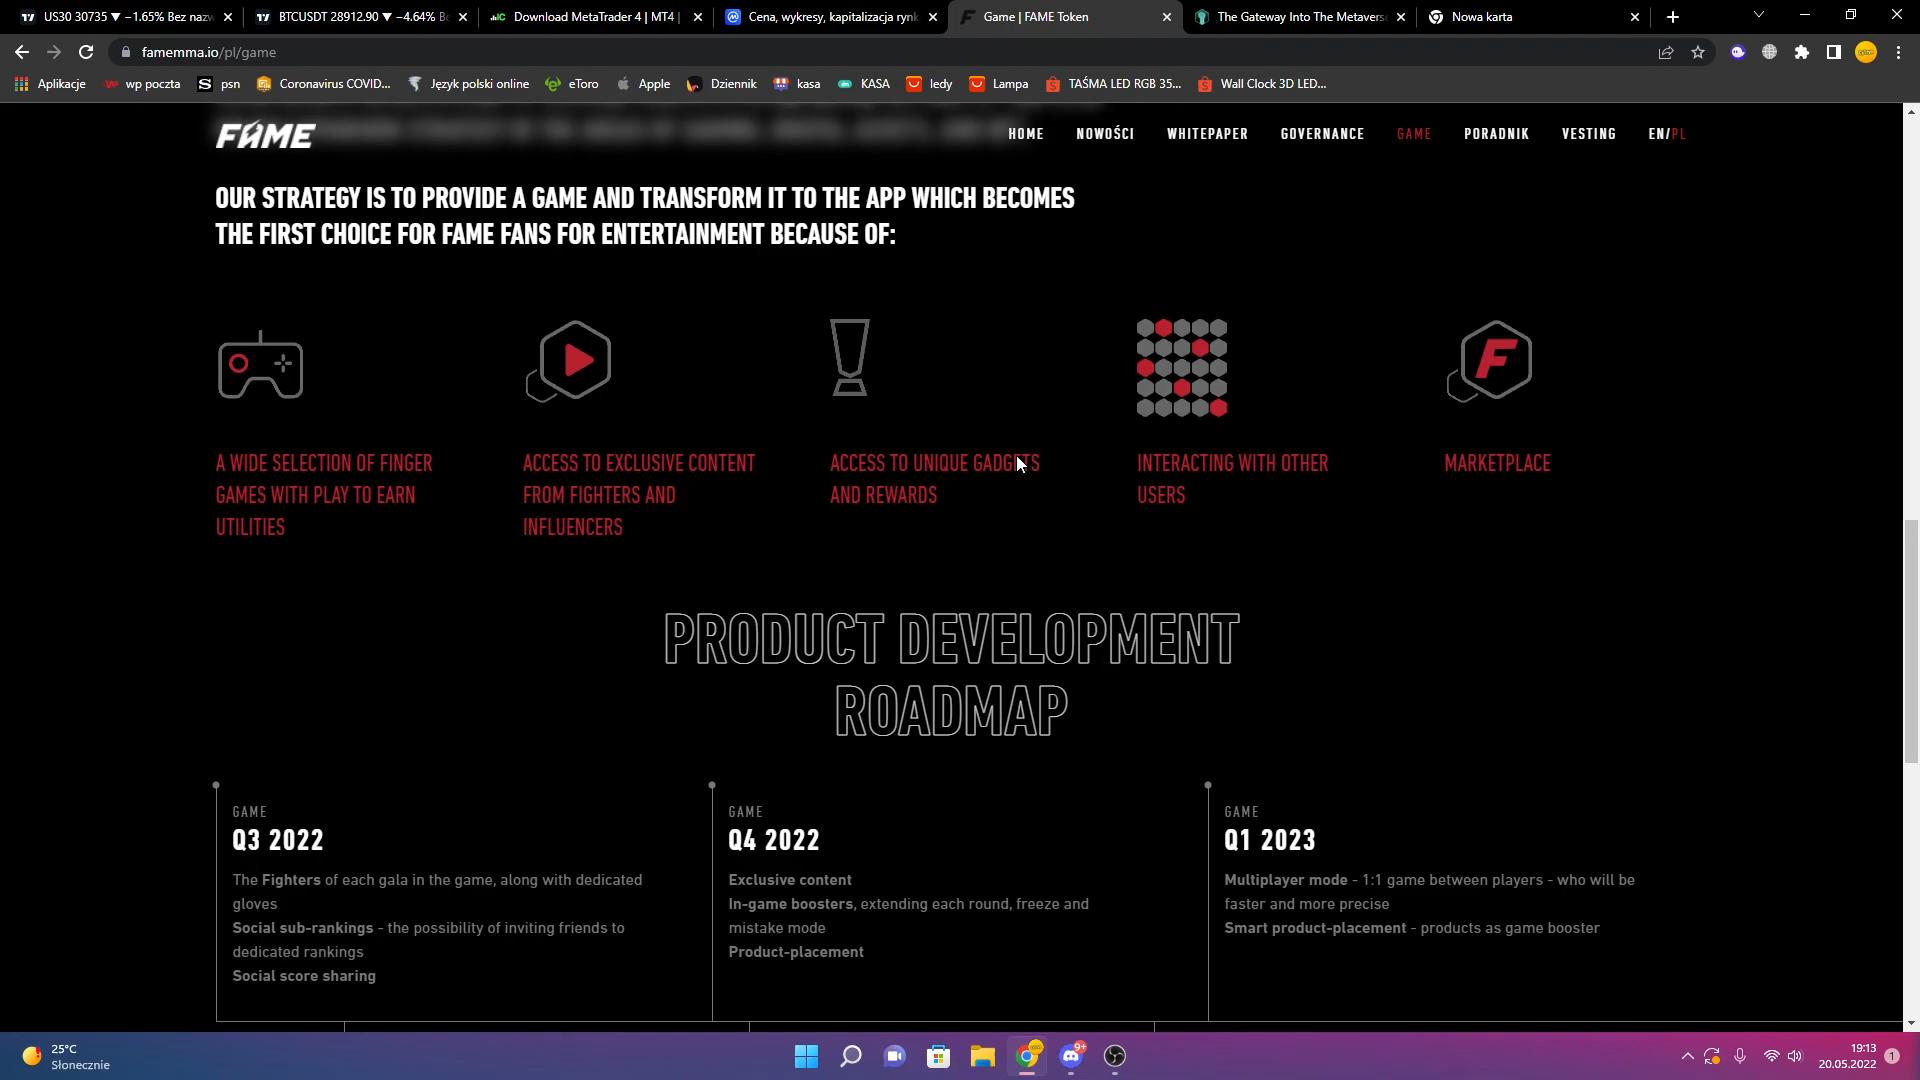 US30 30735 ▼ −1.65% Bez nazw
BTCUSDT 28912.90 ▼ −4.64% Be
Download MetaTrader 4 | MT4 |
Cena, wykresy, kapitalizacja rynk
Game | FAME Token
The Gateway Into The Metavers
Nowa karta
famemma.io/pl/game
Aplikacje
wp poczta
psn
Coronavirus COVID...
Język polski online
eToro
Apple
Dziennik
kasa
KASA
ledy
Lampa
TAŚMA LED RGB 35...
Wall Clock 3D LED...
FAME
HOME
NOWOŚCI
WHITEPAPER
GOVERNANCE
GAME
PORADNIK
VESTING
EN/PL
OUR STRATEGY IS TO PROVIDE A GAME AND TRANSFORM IT TO THE APP WHICH BECOMES
THE FIRST CHOICE FOR FAME FANS FOR ENTERTAINMENT BECAUSE OF:
A WIDE SELECTION OF FINGER
GAMES WITH PLAY TO EARN
UTILITIES
ACCESS TO EXCLUSIVE CONTENT
FROM FIGHTERS AND
INFLUENCERS
ACCESS TO UNIQUE GADGETS
AND REWARDS
INTERACTING WITH OTHER
USERS
MARKETPLACE
PRODUCT DEVELOPMENT
ROADMAP
GAME
Q3 2022
The Fighters of each gala in the game, along with dedicated
gloves
Social sub-rankings - the possibility of inviting friends to
dedicated rankings
Social score sharing
GAME
Q4 2022
Exclusive content
In-game boosters, extending each round, freeze and
mistake mode
Product-placement
GAME
Q1 2023
Multiplayer mode - 1:1 game between players - who will be
faster and more precise
Smart product-placement - products as game booster
25°C
Słonecznie
9+
19:13
20.05.2022
1